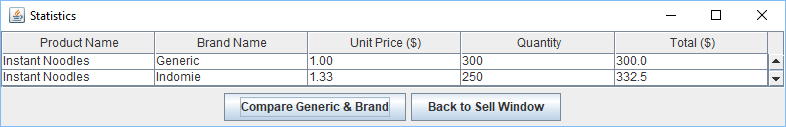 Statistics
Product Name Brand Name Unit Price ($) Quantity Total ($)
Instant Noodles Generic 1.00 300 300.0
Instant Noodles Indomie 1.33 250 332.5
Compare Generic & Brand Back to Sell Window